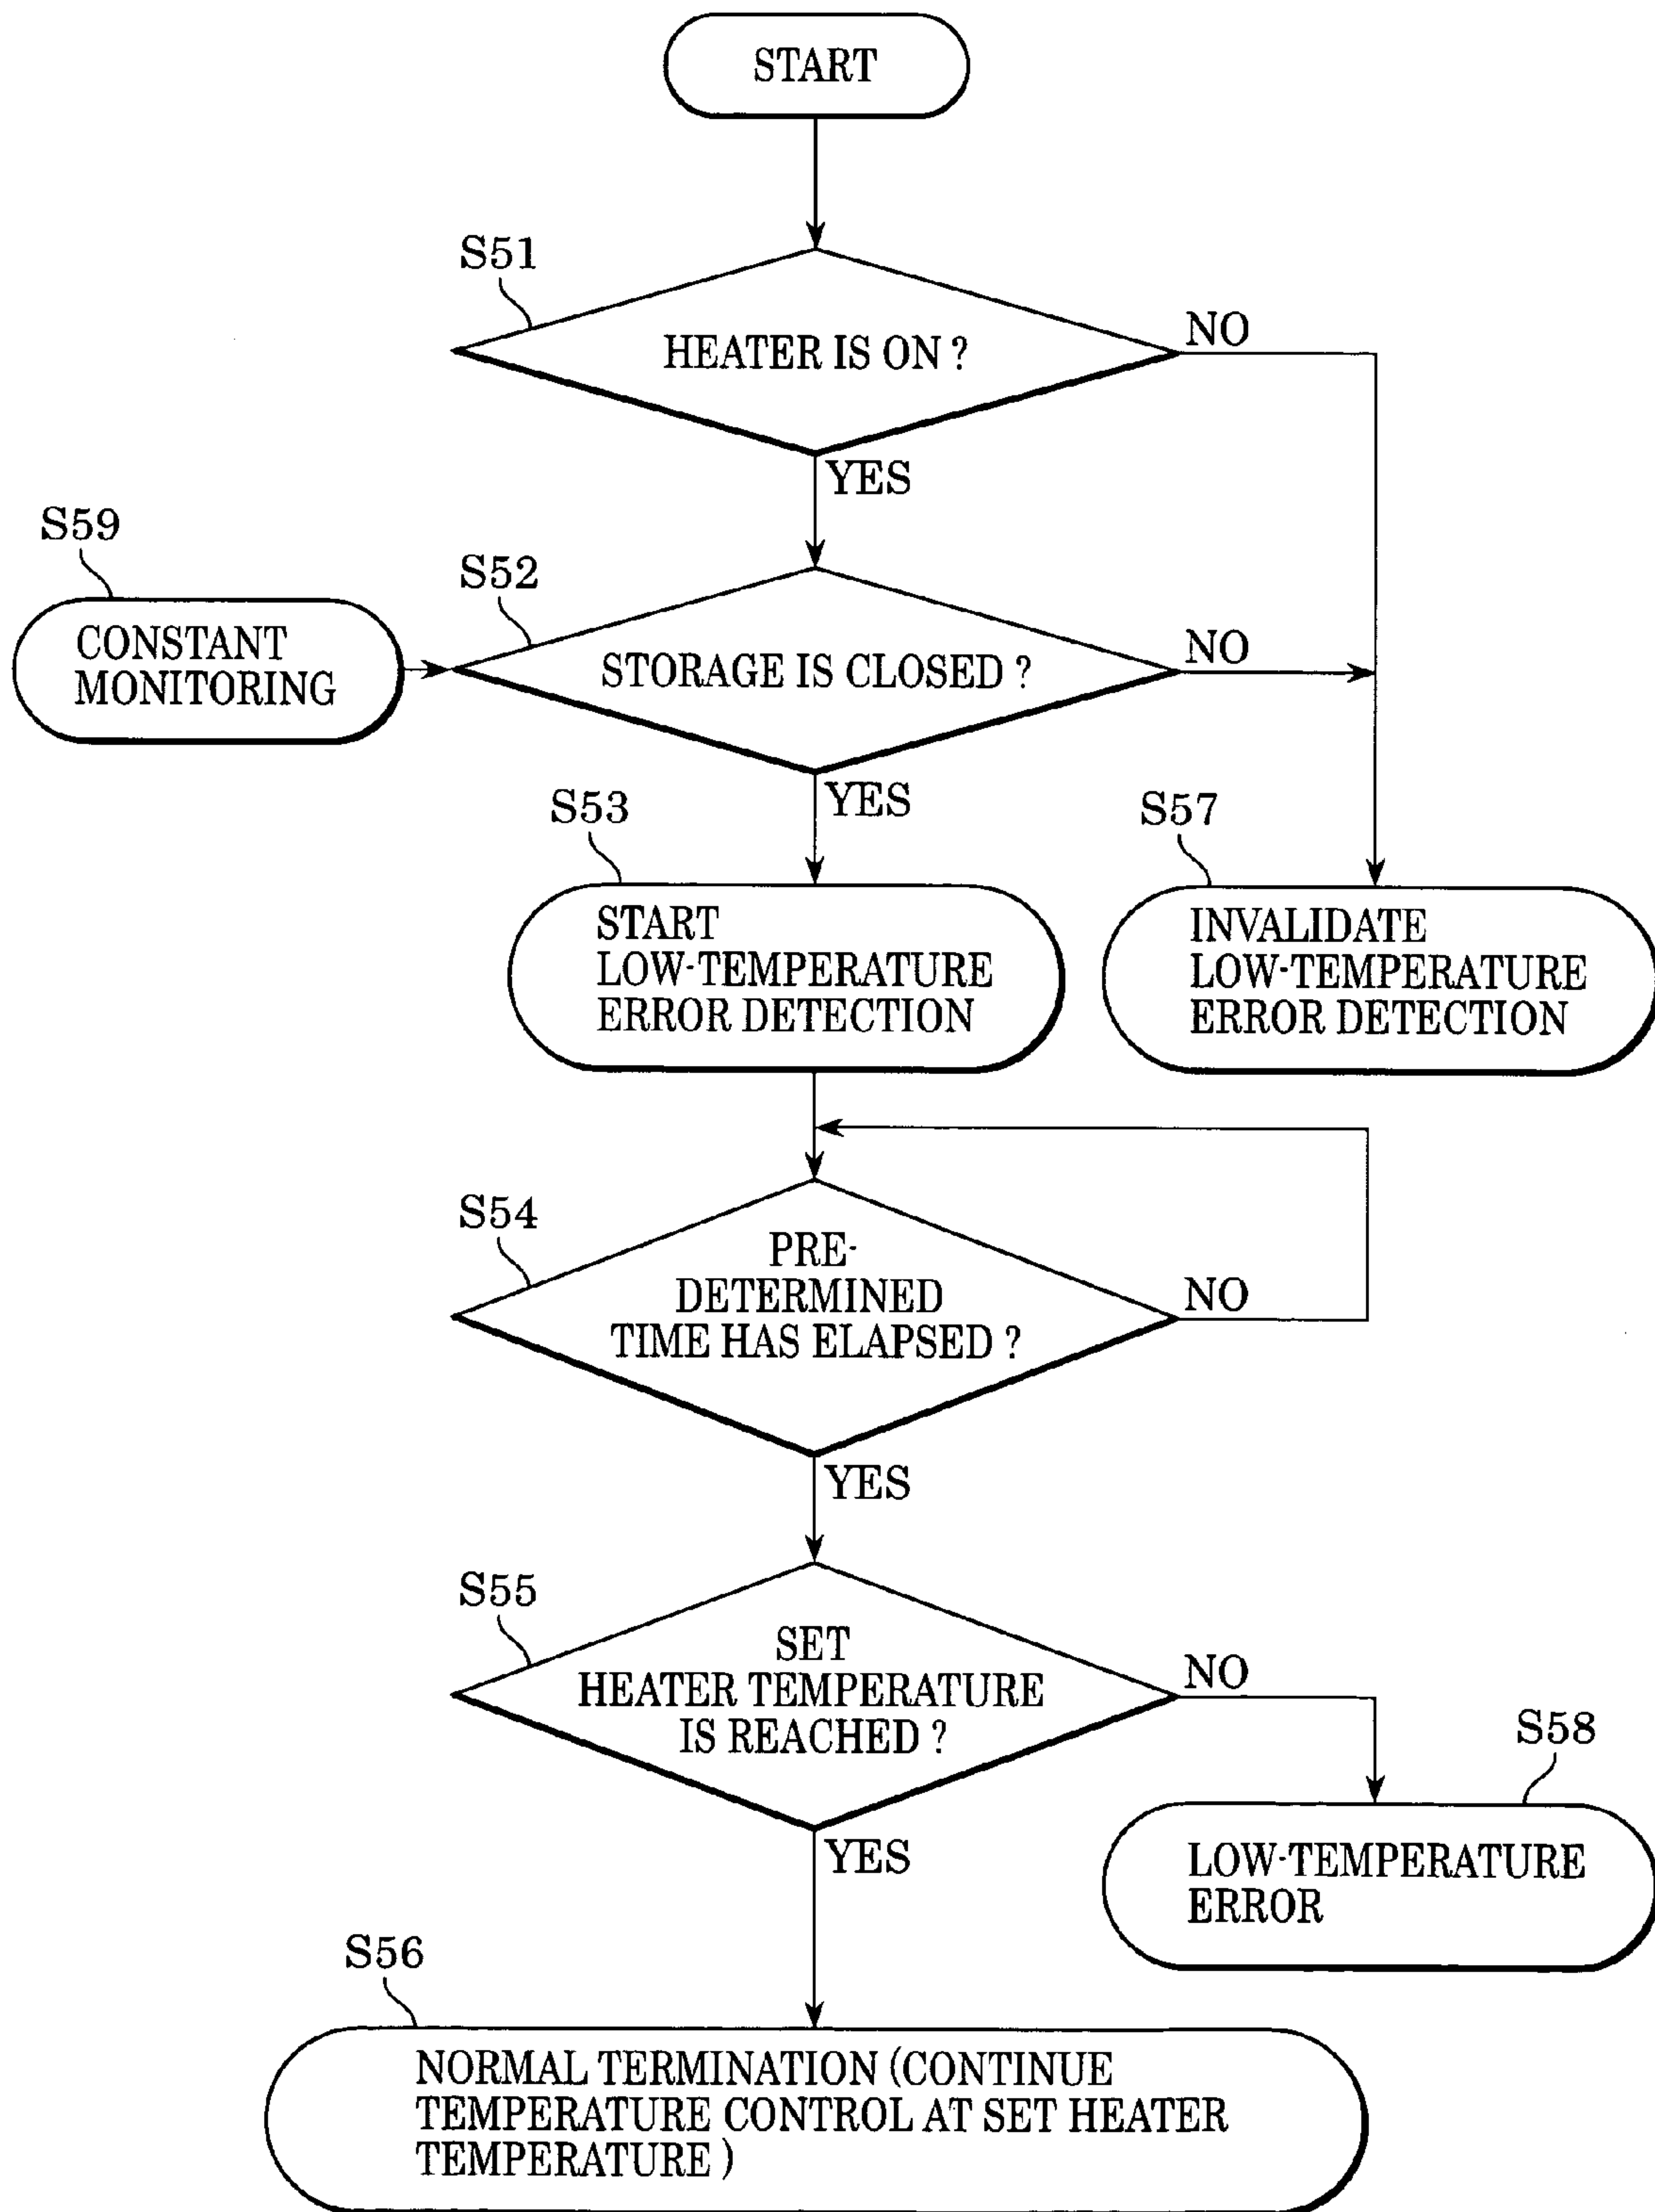 START
S51
HEATER IS ON ?
NO
YES
S59
CONSTANT
MONITORING
S52
STORAGE IS CLOSED ?
NO
YES
S53
START
LOW-TEMPERATURE
ERROR DETECTION
S57
INVALIDATE
LOW-TEMPERATURE
ERROR DETECTION
S54
PRE-
DETERMINED
TIME HAS ELAPSED ?
NO
YES
S55
SET
HEATER TEMPERATURE
IS REACHED ?
NO
YES
S58
LOW-TEMPERATURE
ERROR
S56
NORMAL TERMINATION (CONTINUE
TEMPERATURE CONTROL AT SET HEATER
TEMPERATURE )